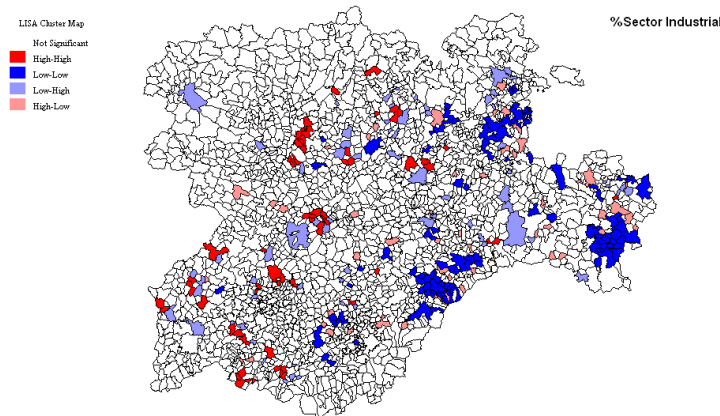 LISA Cluster Map
%Sector Industrial
Not Significant
High-High
Low-Low
Low-High
High-Low